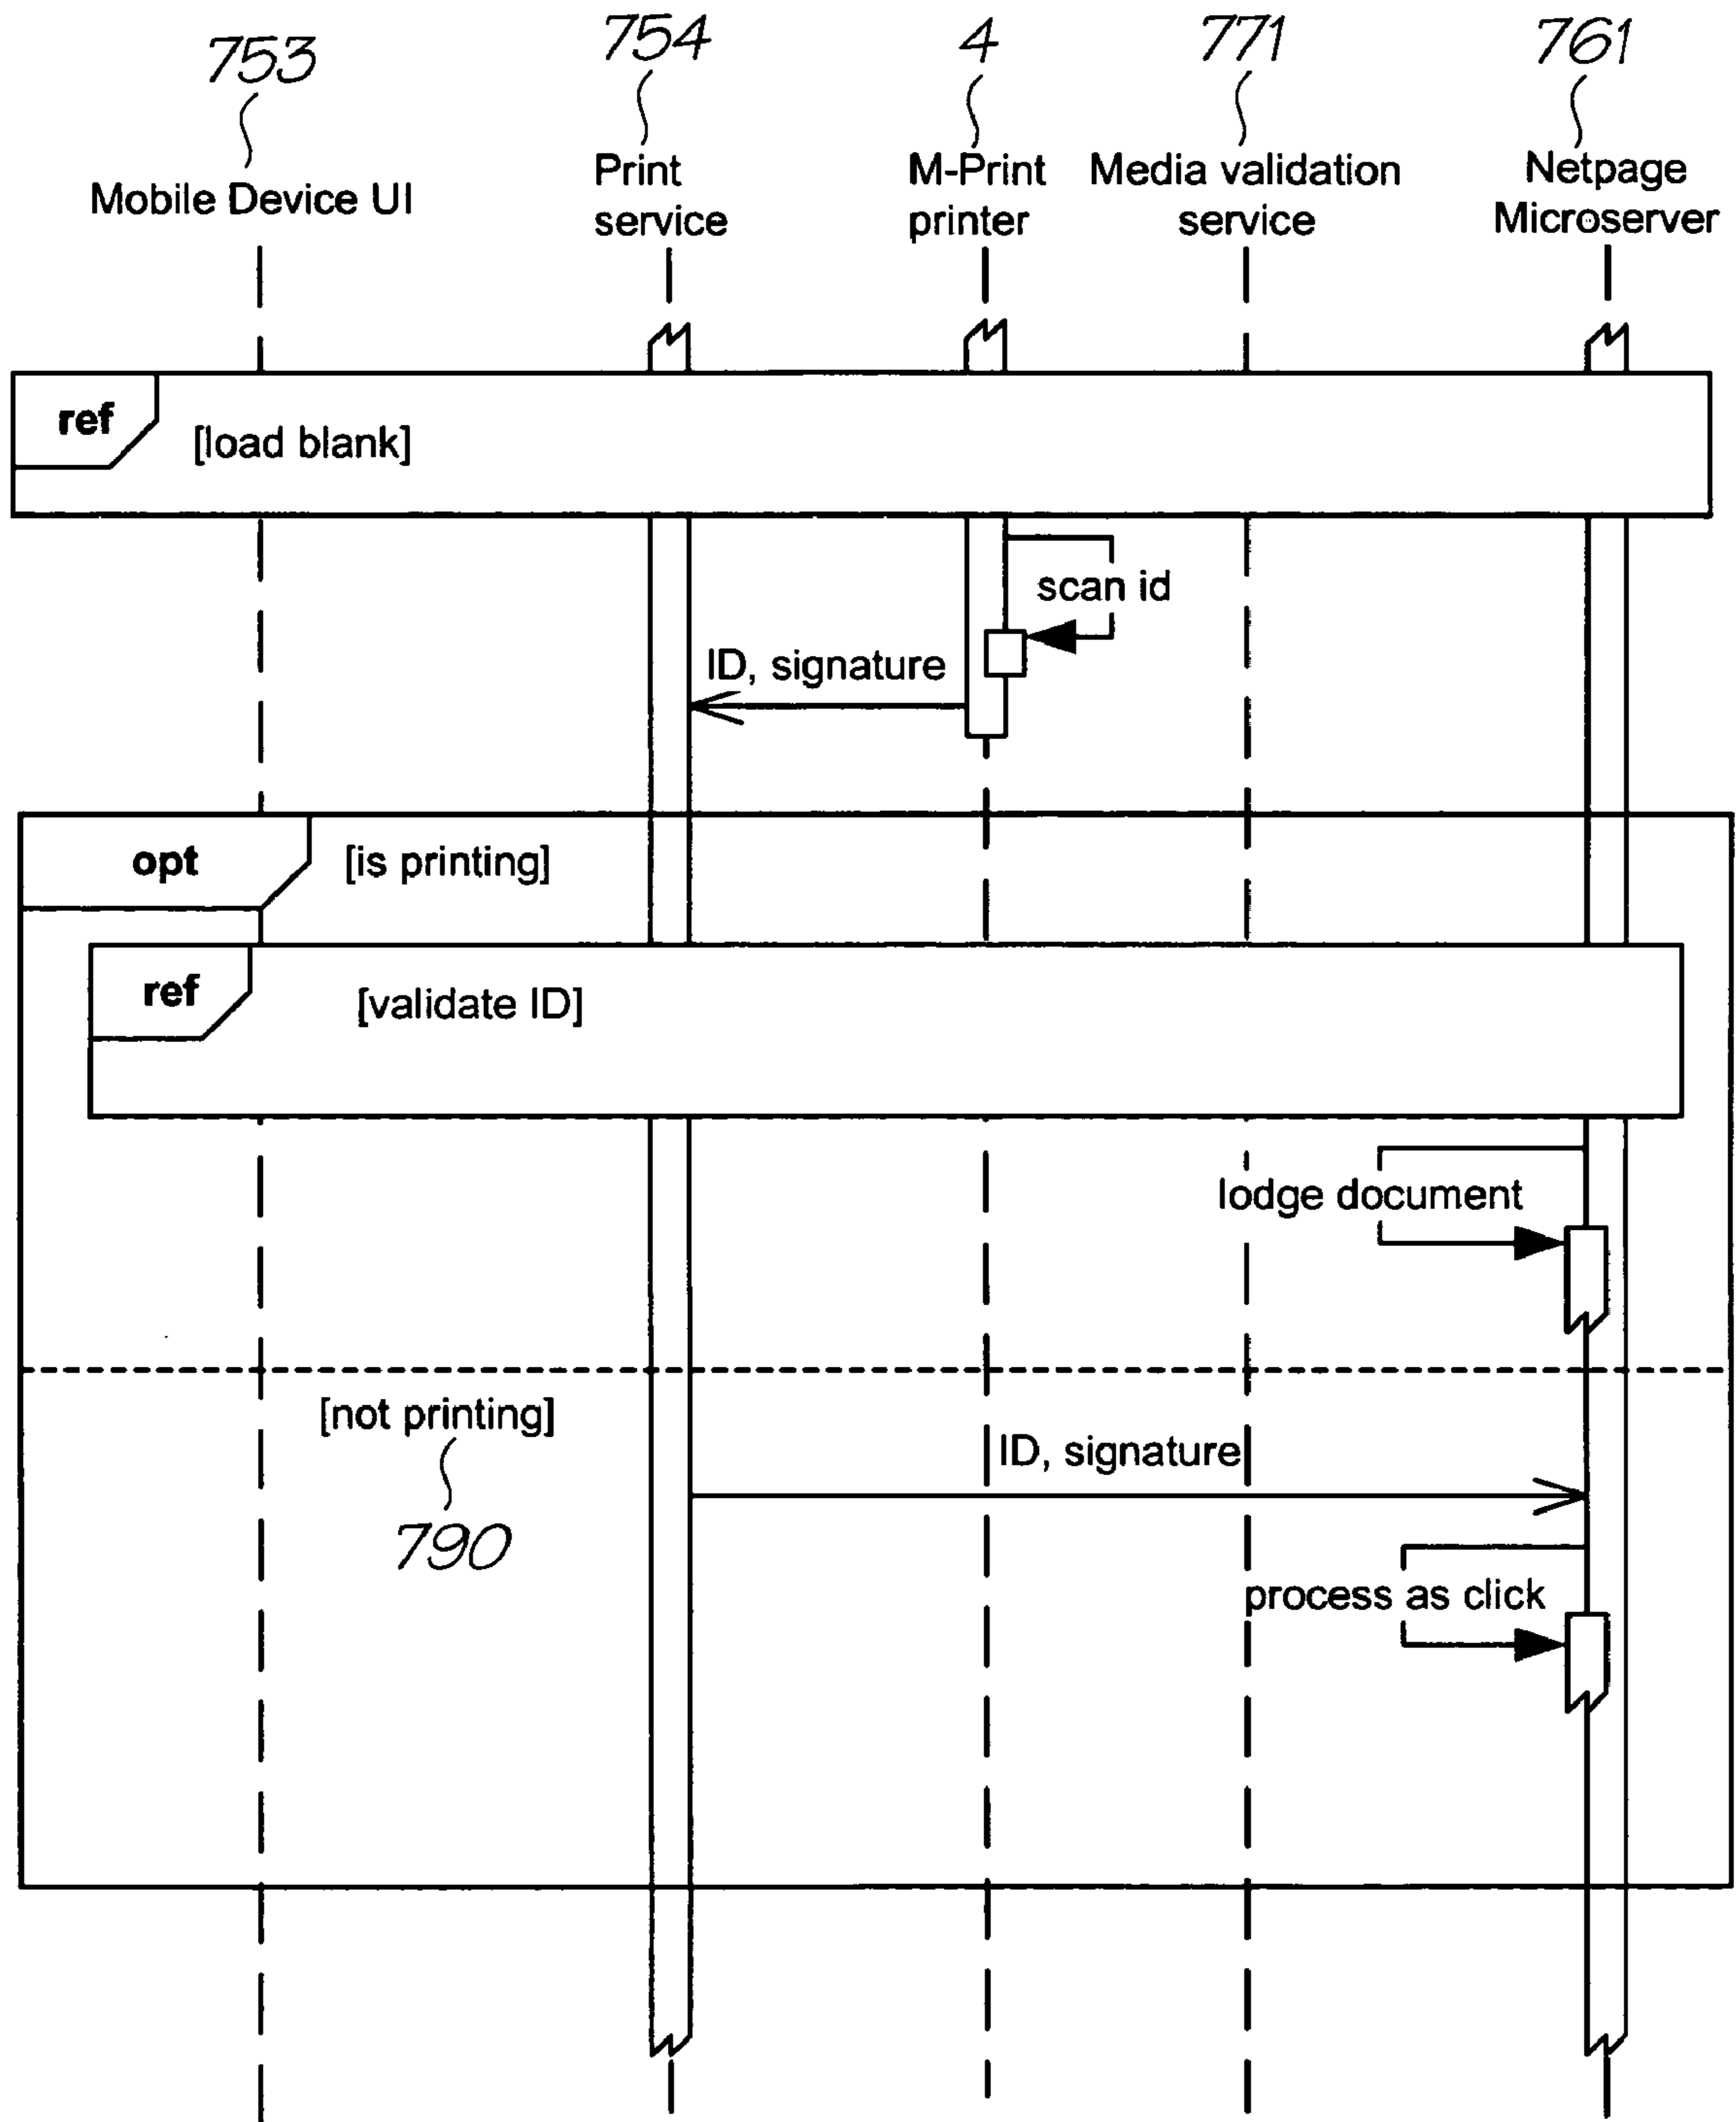 753
754
4
771
761
Mobile Device UI
Print
service
M-Print
printer
Media validation
service
Netpage
Microserver
ref
[load blank]
scan id
ID, signature
opt
[is printing]
ref
[validate ID]
lodge document
[not printing]
790
ID, signature
process as click